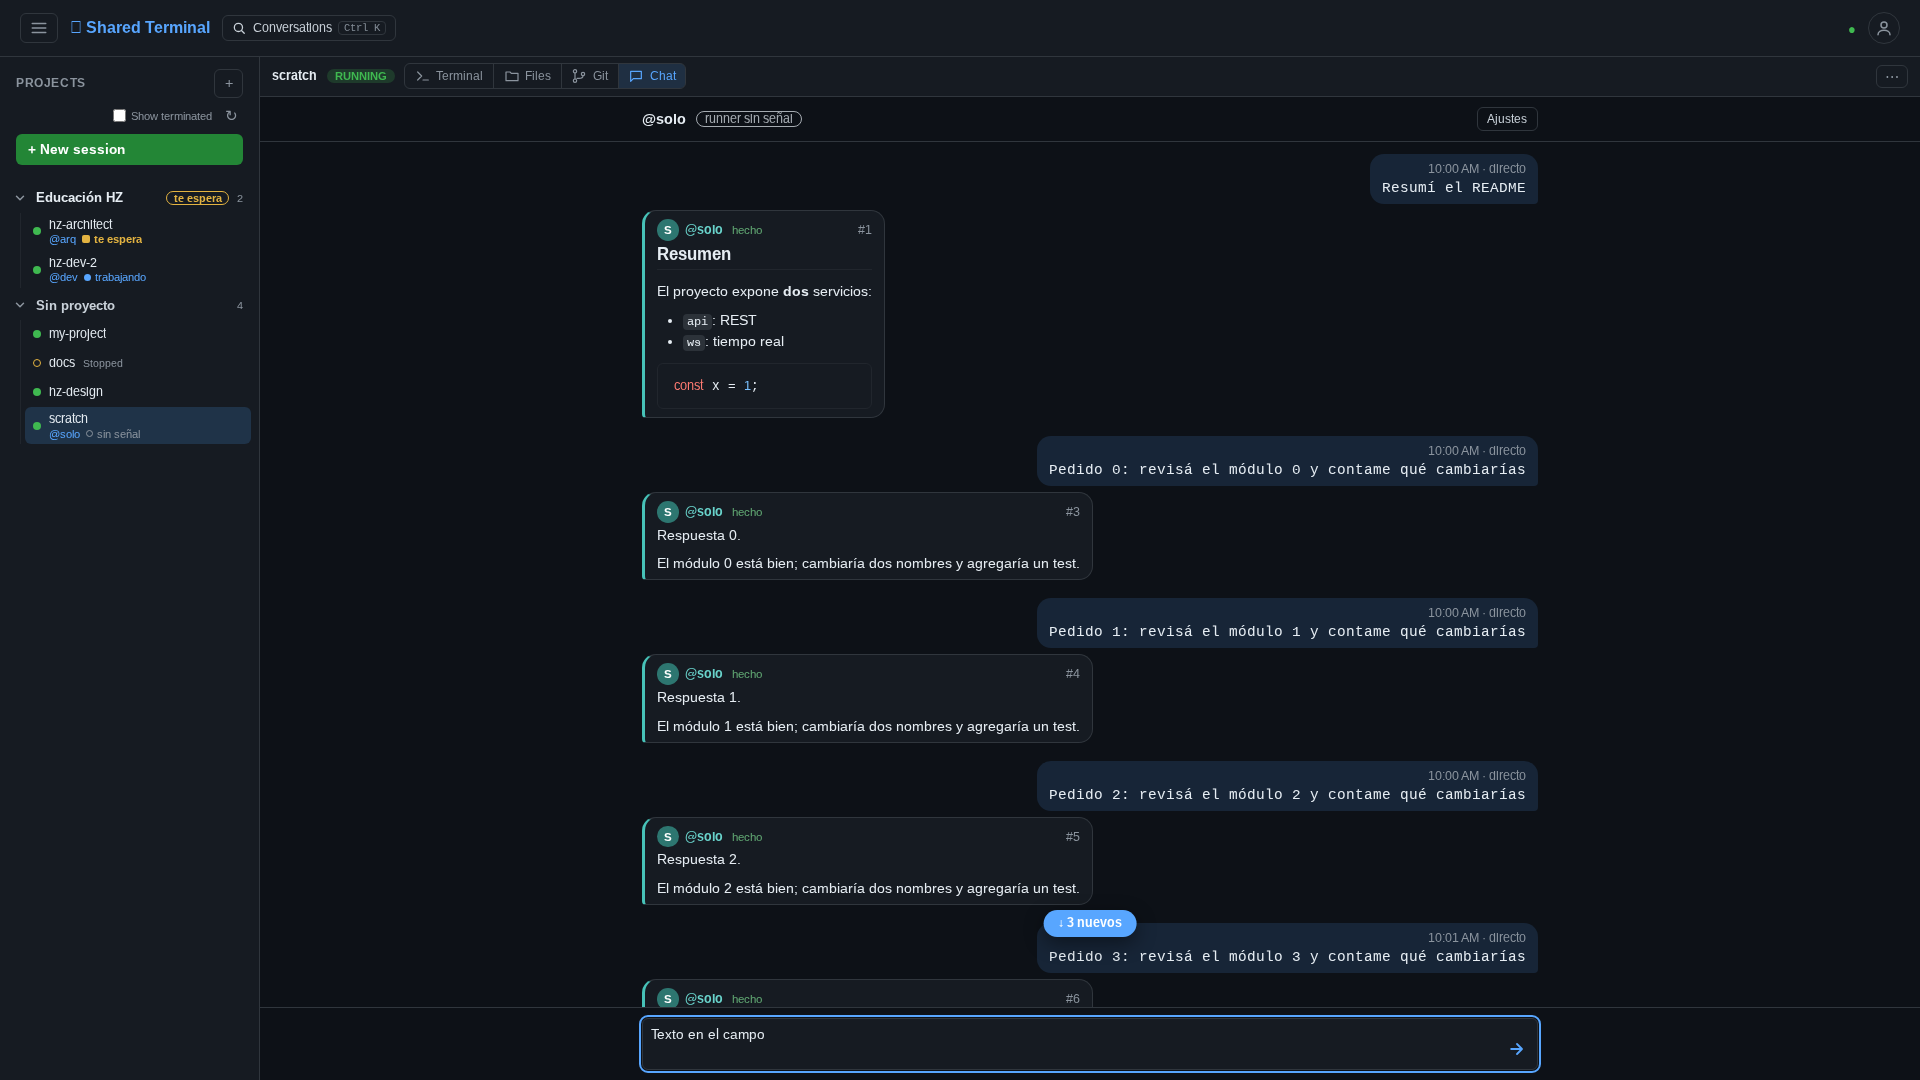 Shared Terminal
Conversations Ctrl K
PROJECTS
+
Show terminated ↻
+ New session
Educación HZ te espera 2
hz-architect
@arq te espera
hz-dev-2
@dev trabajando
Sin proyecto 4
my-project
docs Stopped
hz-design
scratch
@solo sin señal
scratch RUNNING Terminal Files Git Chat ⋯
@solo runner sin señal Ajustes
10:00 AM · directo
Resumí el README
S @solo hecho #1
Resumen
El proyecto expone dos servicios:
• api: REST
• ws: tiempo real
const x = 1;
10:00 AM · directo
Pedido 0: revisá el módulo 0 y contame qué cambiarías
S @solo hecho #3
Respuesta 0.
El módulo 0 está bien; cambiaría dos nombres y agregaría un test.
10:00 AM · directo
Pedido 1: revisá el módulo 1 y contame qué cambiarías
S @solo hecho #4
Respuesta 1.
El módulo 1 está bien; cambiaría dos nombres y agregaría un test.
10:00 AM · directo
Pedido 2: revisá el módulo 2 y contame qué cambiarías
S @solo hecho #5
Respuesta 2.
El módulo 2 está bien; cambiaría dos nombres y agregaría un test.
↓ 3 nuevos
10:01 AM · directo
Pedido 3: revisá el módulo 3 y contame qué cambiarías
S @solo hecho #6
Texto en el campo